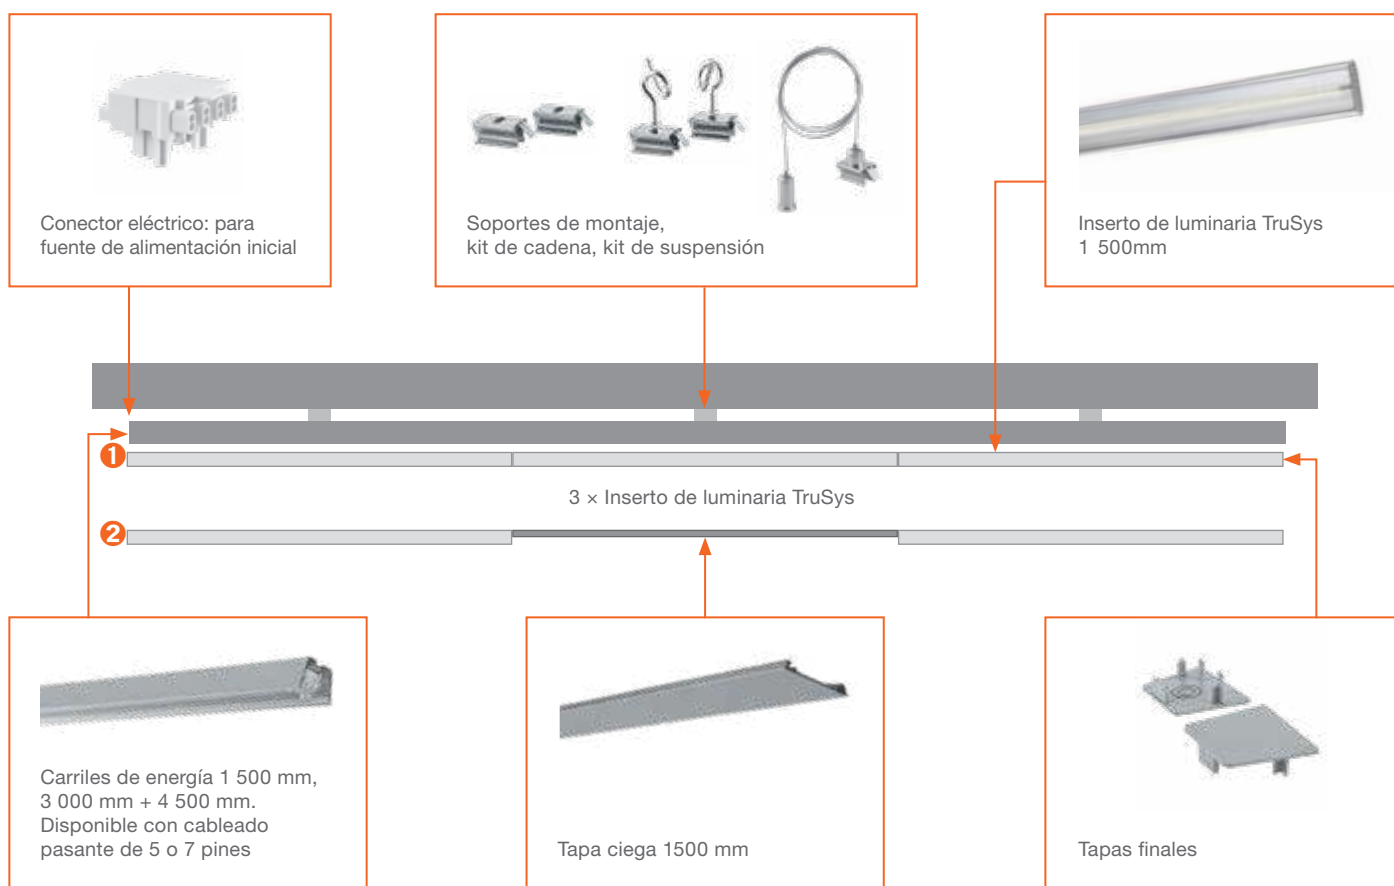 Conector eléctrico: para
fuente de alimentación inicial
Soportes de montaje,
kit de cadena, kit de suspensión
Inserto de luminaria TruSys
1 500mm
1
3 × Inserto de luminaria TruSys
2
Carriles de energía 1 500 mm,
3 000 mm + 4 500 mm.
Disponible con cableado
pasante de 5 o 7 pines
Tapa ciega 1500 mm
Tapas finales